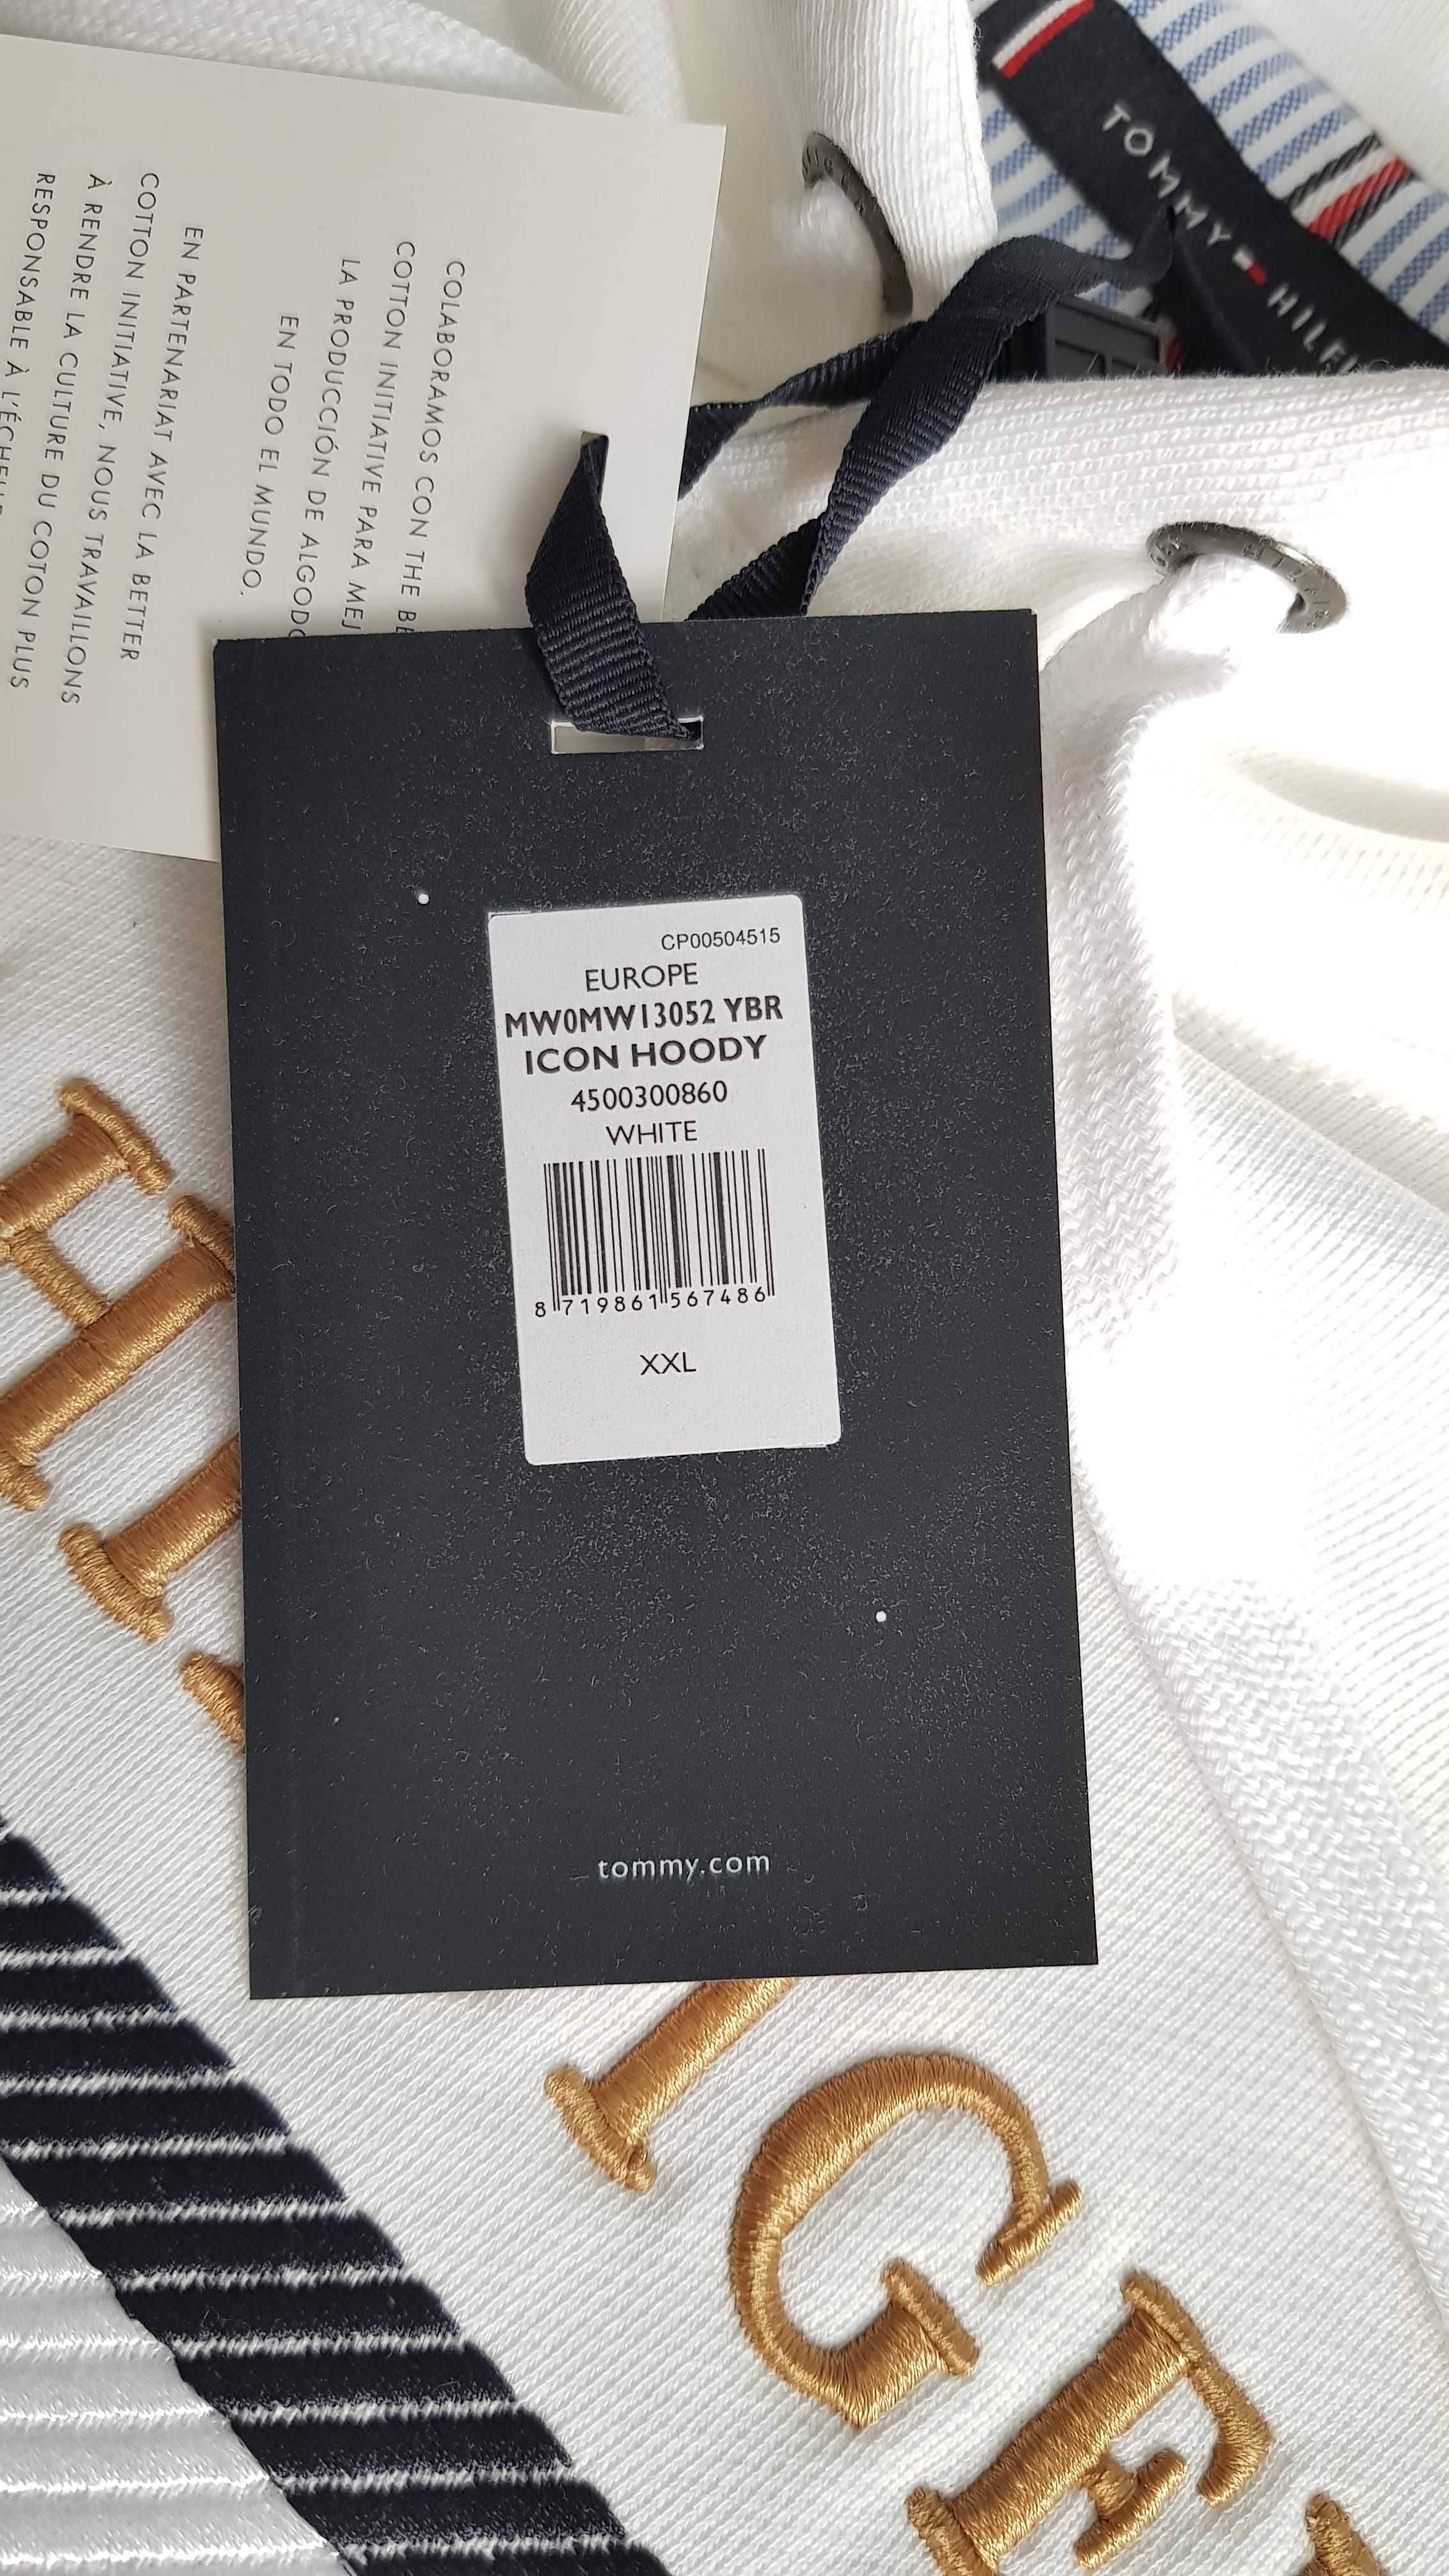 TOMMY HILFI
COLABORAMOS CON THE BE
COTTON INITIATIVE PARA MEJ
LA PRODUCCIÓN DE ALGODO
EN TODO EL MUNDO.
EN PARTENARIAT AVEC LA BETTER
COTTON INITIATIVE, NOUS TRAVAILLONS
À RENDRE LA CULTURE DU COTON PLUS
RESPONSABLE À L'ÉCHELLE
CP00504515
EUROPE
MW0MW13052 YBR
ICON HOODY
4500300860
WHITE
8 719861 567486
XXL
tommy.com
H
IGE